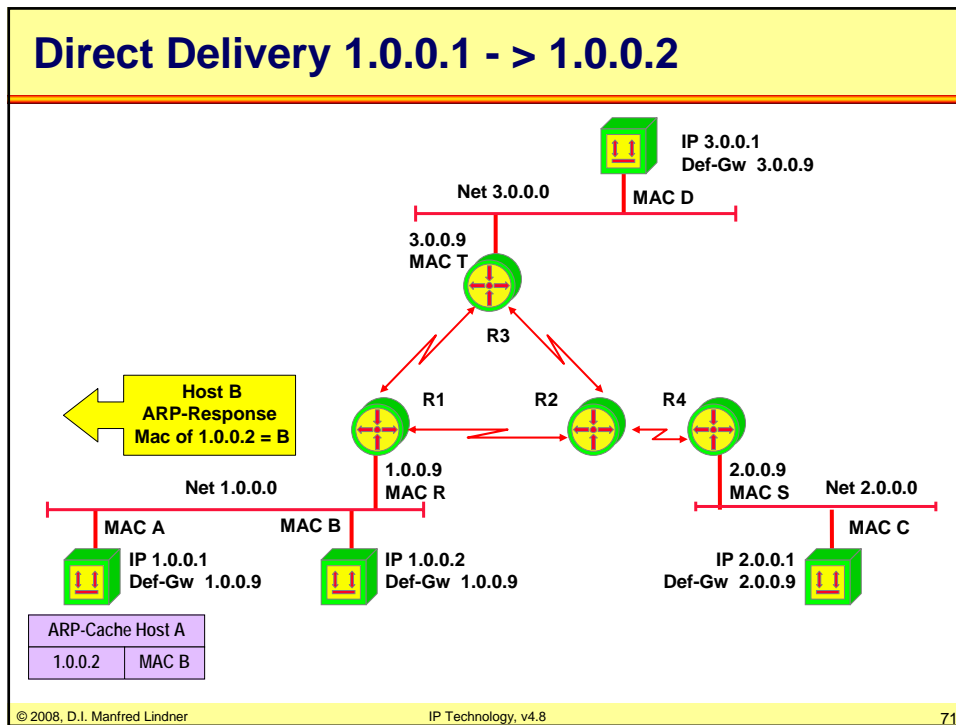 Direct Delivery 1.0.0.1 - > 1.0.0.2
IP 3.0.0.1
Def-Gw 3.0.0.9
Net 3.0.0.0
MAC D
3.0.0.9
MAC T
R3
Host B
ARP-Response
Mac of 1.0.0.2 = B
R1
R2
R4
1.0.0.9
MAC R
2.0.0.9
MAC S
Net 1.0.0.0
Net 2.0.0.0
MAC A
MAC B
MAC C
IP 1.0.0.1
Def-Gw 1.0.0.9
IP 1.0.0.2
Def-Gw 1.0.0.9
IP 2.0.0.1
Def-Gw 2.0.0.9
ARP-Cache Host A
1.0.0.2 MAC B
© 2008, D.I. Manfred Lindner IP Technology, v4.8 71